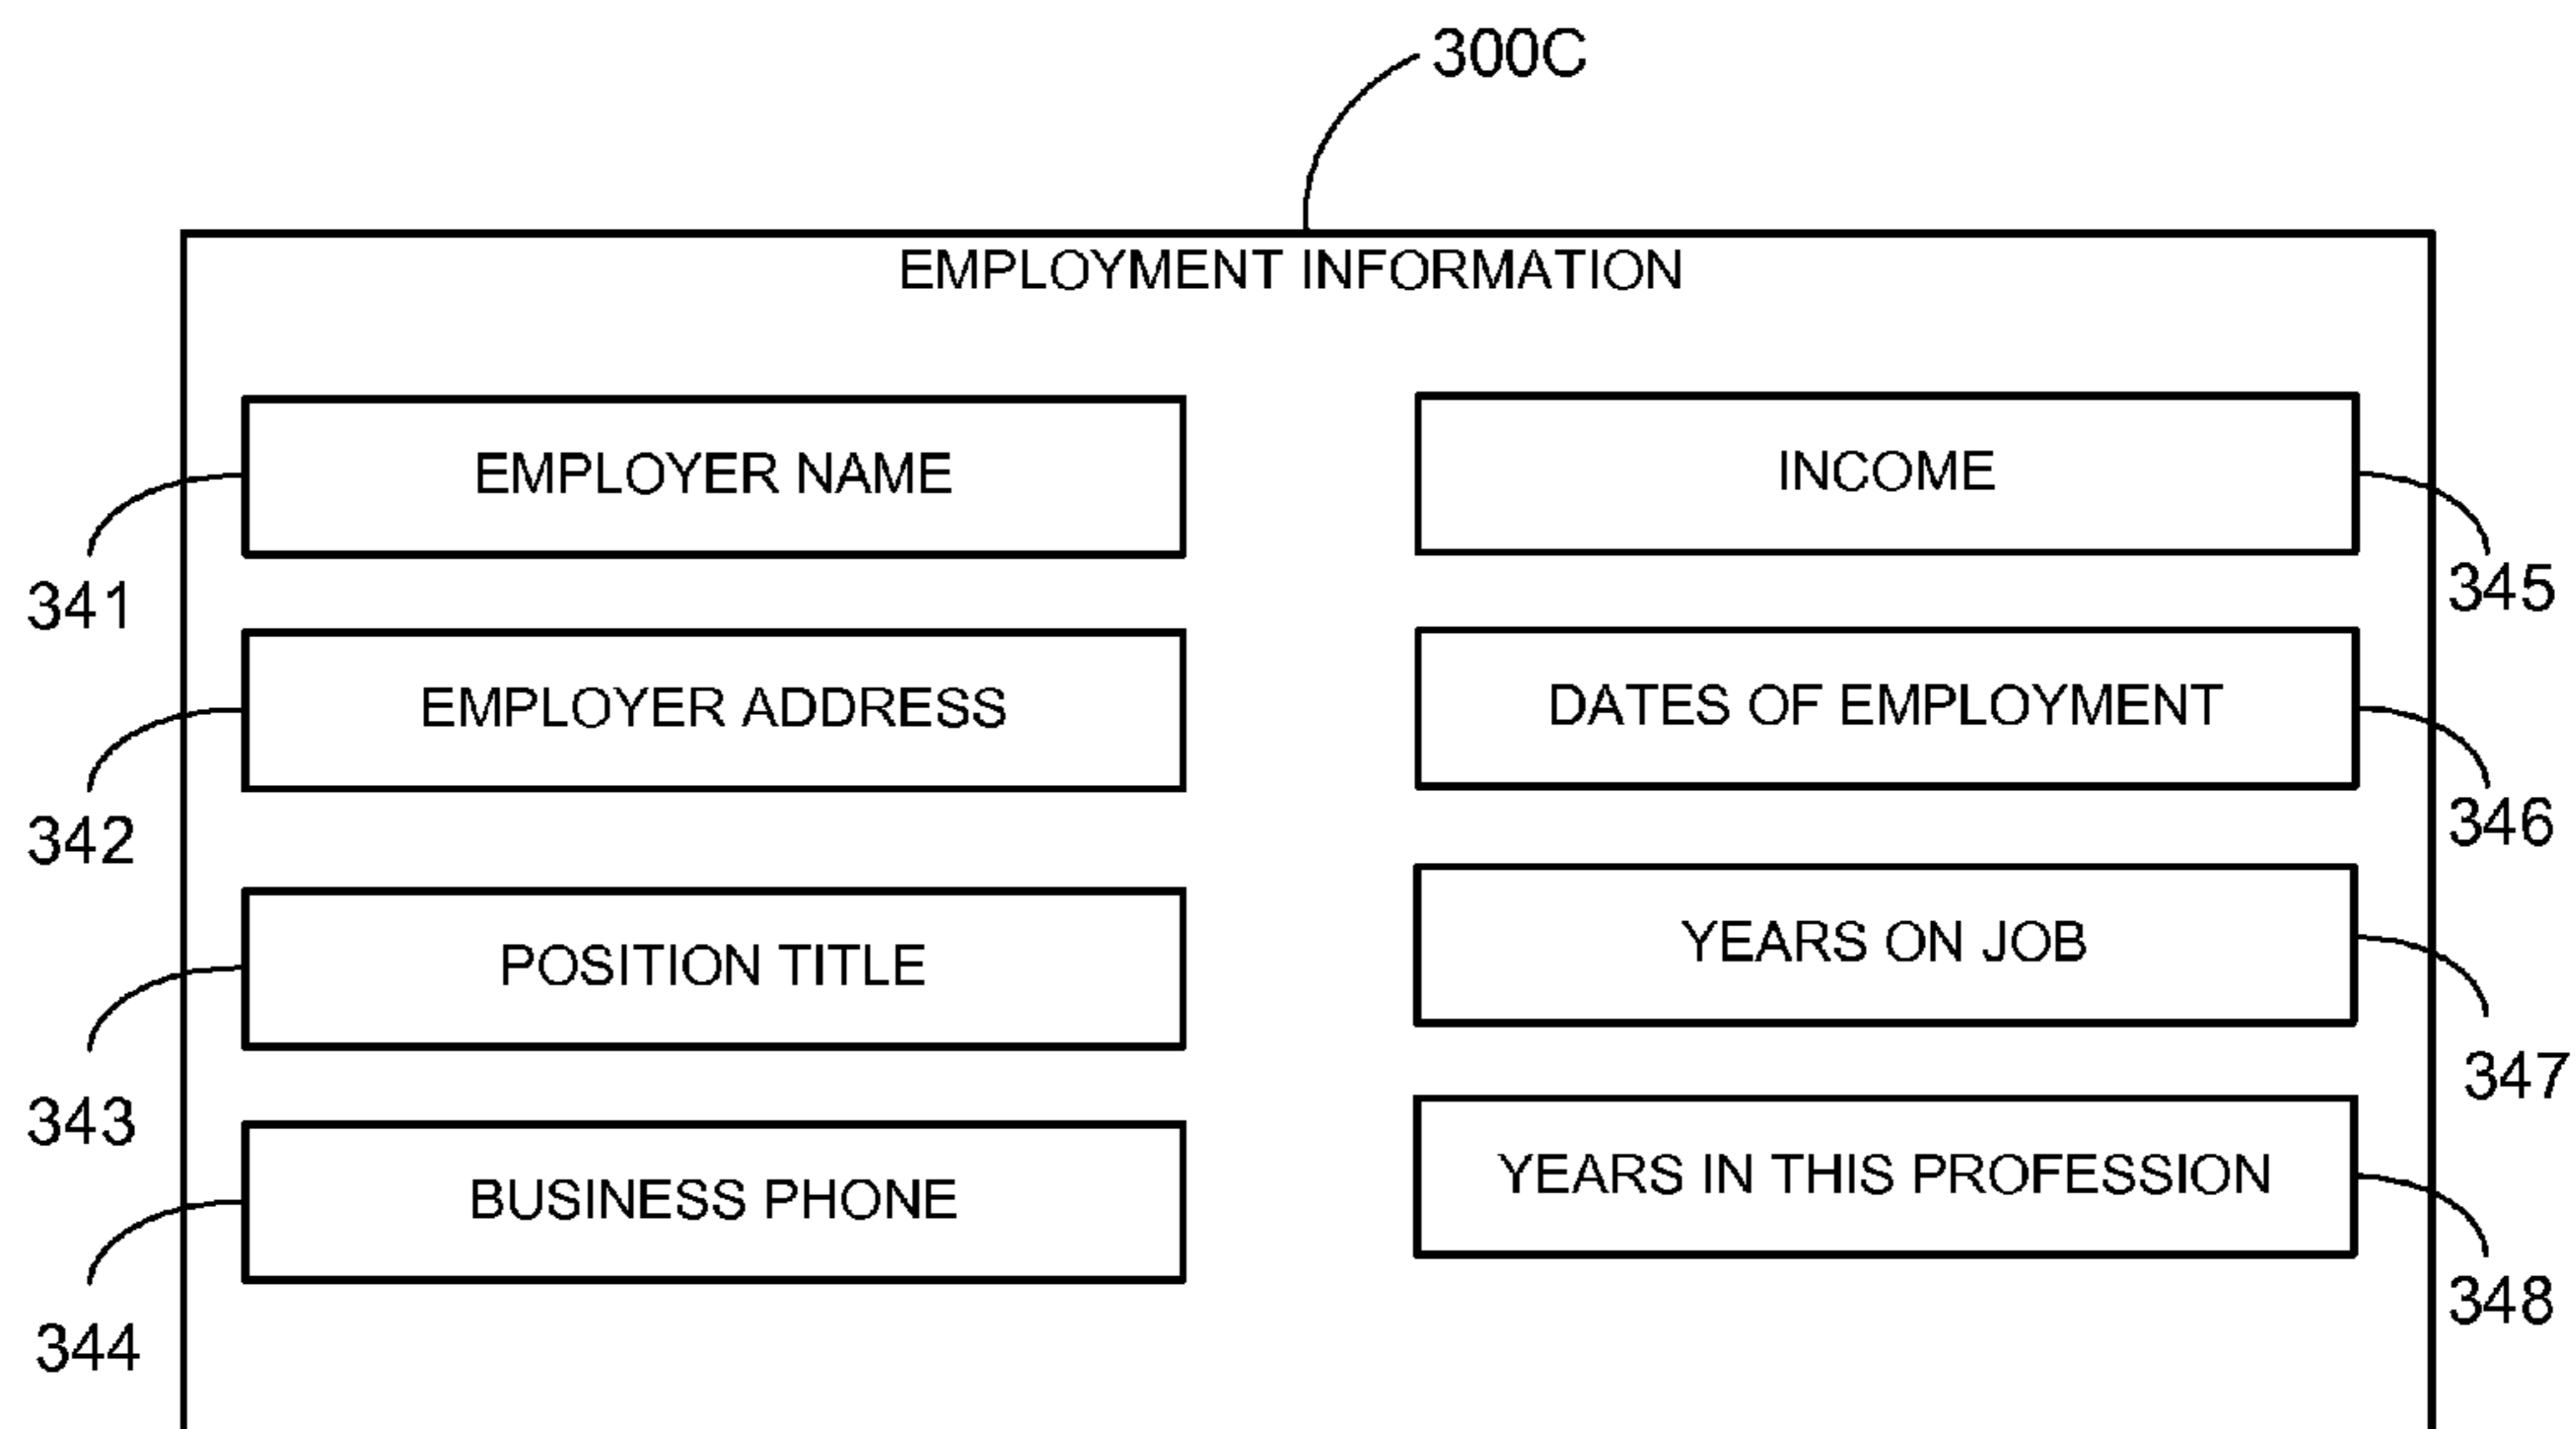 300C
EMPLOYMENT INFORMATION
EMPLOYER NAME
INCOME
341
345
EMPLOYER ADDRESS
DATES OF EMPLOYMENT
342
346
POSITION TITLE
YEARS ON JOB
343
347
BUSINESS PHONE
YEARS IN THIS PROFESSION
344
348